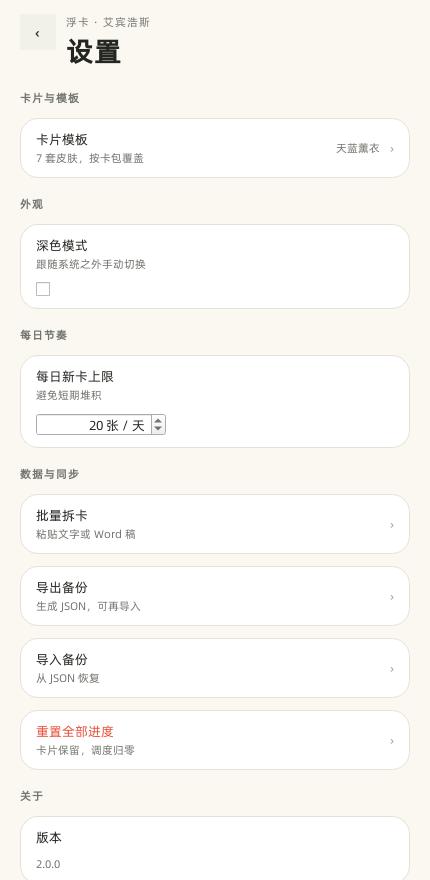 ‹
浮卡 · 艾宾浩斯
设置
卡片与模板
卡片模板
7 套皮肤，按卡包覆盖
天蓝薰衣 ›
外观
深色模式
跟随系统之外手动切换
每日节奏
每日新卡上限
避免短期堆积
20 张 / 天
数据与同步
批量拆卡
粘贴文字或 Word 稿
›
导出备份
生成 JSON，可再导入
›
导入备份
从 JSON 恢复
›
重置全部进度
卡片保留，调度归零
›
关于
版本
2.0.0